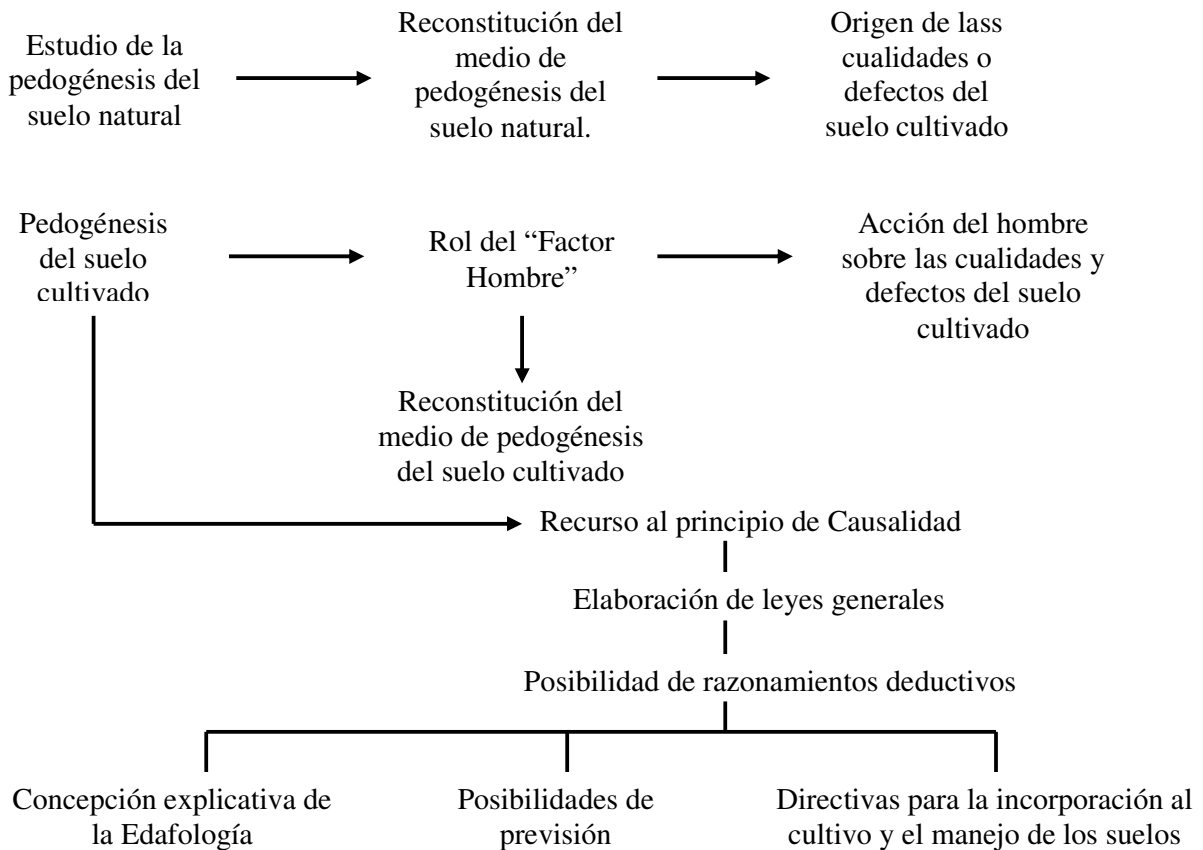 Estudio de la
pedogénesis del
suelo natural
Reconstitución del
medio de
pedogénesis del
suelo natural.
Origen de lass
cualidades o
defectos del
suelo cultivado
Pedogénesis
del suelo
cultivado
Rol del “Factor
Hombre”
Acción del hombre
sobre las cualidades y
defectos del suelo
cultivado
Reconstitución del
medio de pedogénesis
del suelo cultivado
Recurso al principio de Causalidad
Elaboración de leyes generales
Posibilidad de razonamientos deductivos
Concepción explicativa de
la Edafología
Posibilidades de
previsión
Directivas para la incorporación al
cultivo y el manejo de los suelos